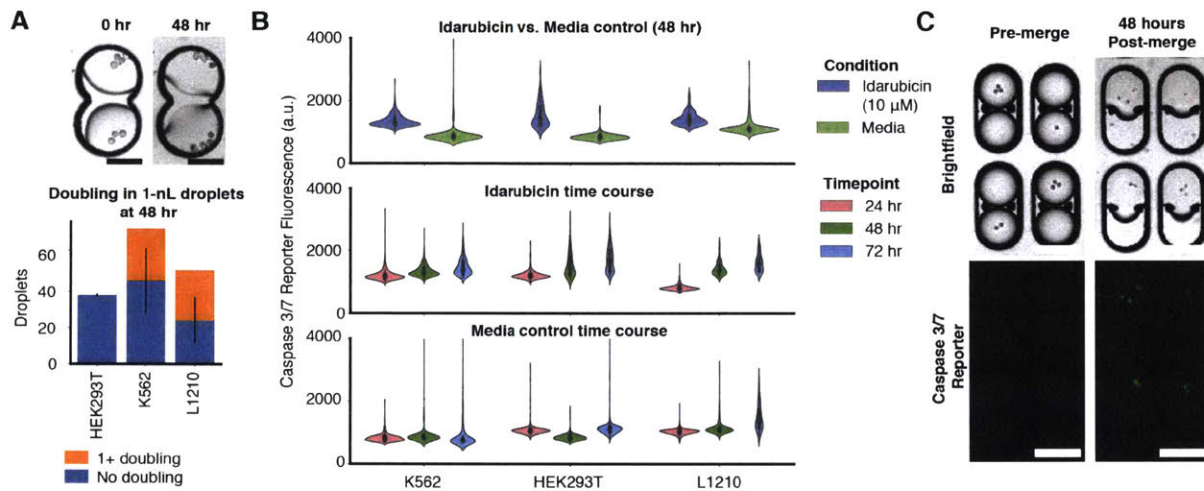 A
0 hr
48 hr
Doubling in 1-nL droplets
at 48 hr
Droplets
60
40
20
0
HEK293T
K562
L1210
1+ doubling
No doubling
B
Caspase 3/7 Reporter Fluorescence (a.u.)
Idarubicin vs. Media control (48 hr)
4000
2000
0
Idarubicin time course
4000
2000
0
Media control time course
4000
2000
0
K562
HEK293T
L1210
Condition
Idarubicin
(10 µM)
Media
Timepoint
24 hr
48 hr
72 hr
C
Pre-merge
48 hours
Post-merge
Brightfield
Caspase 3/7
Reporter